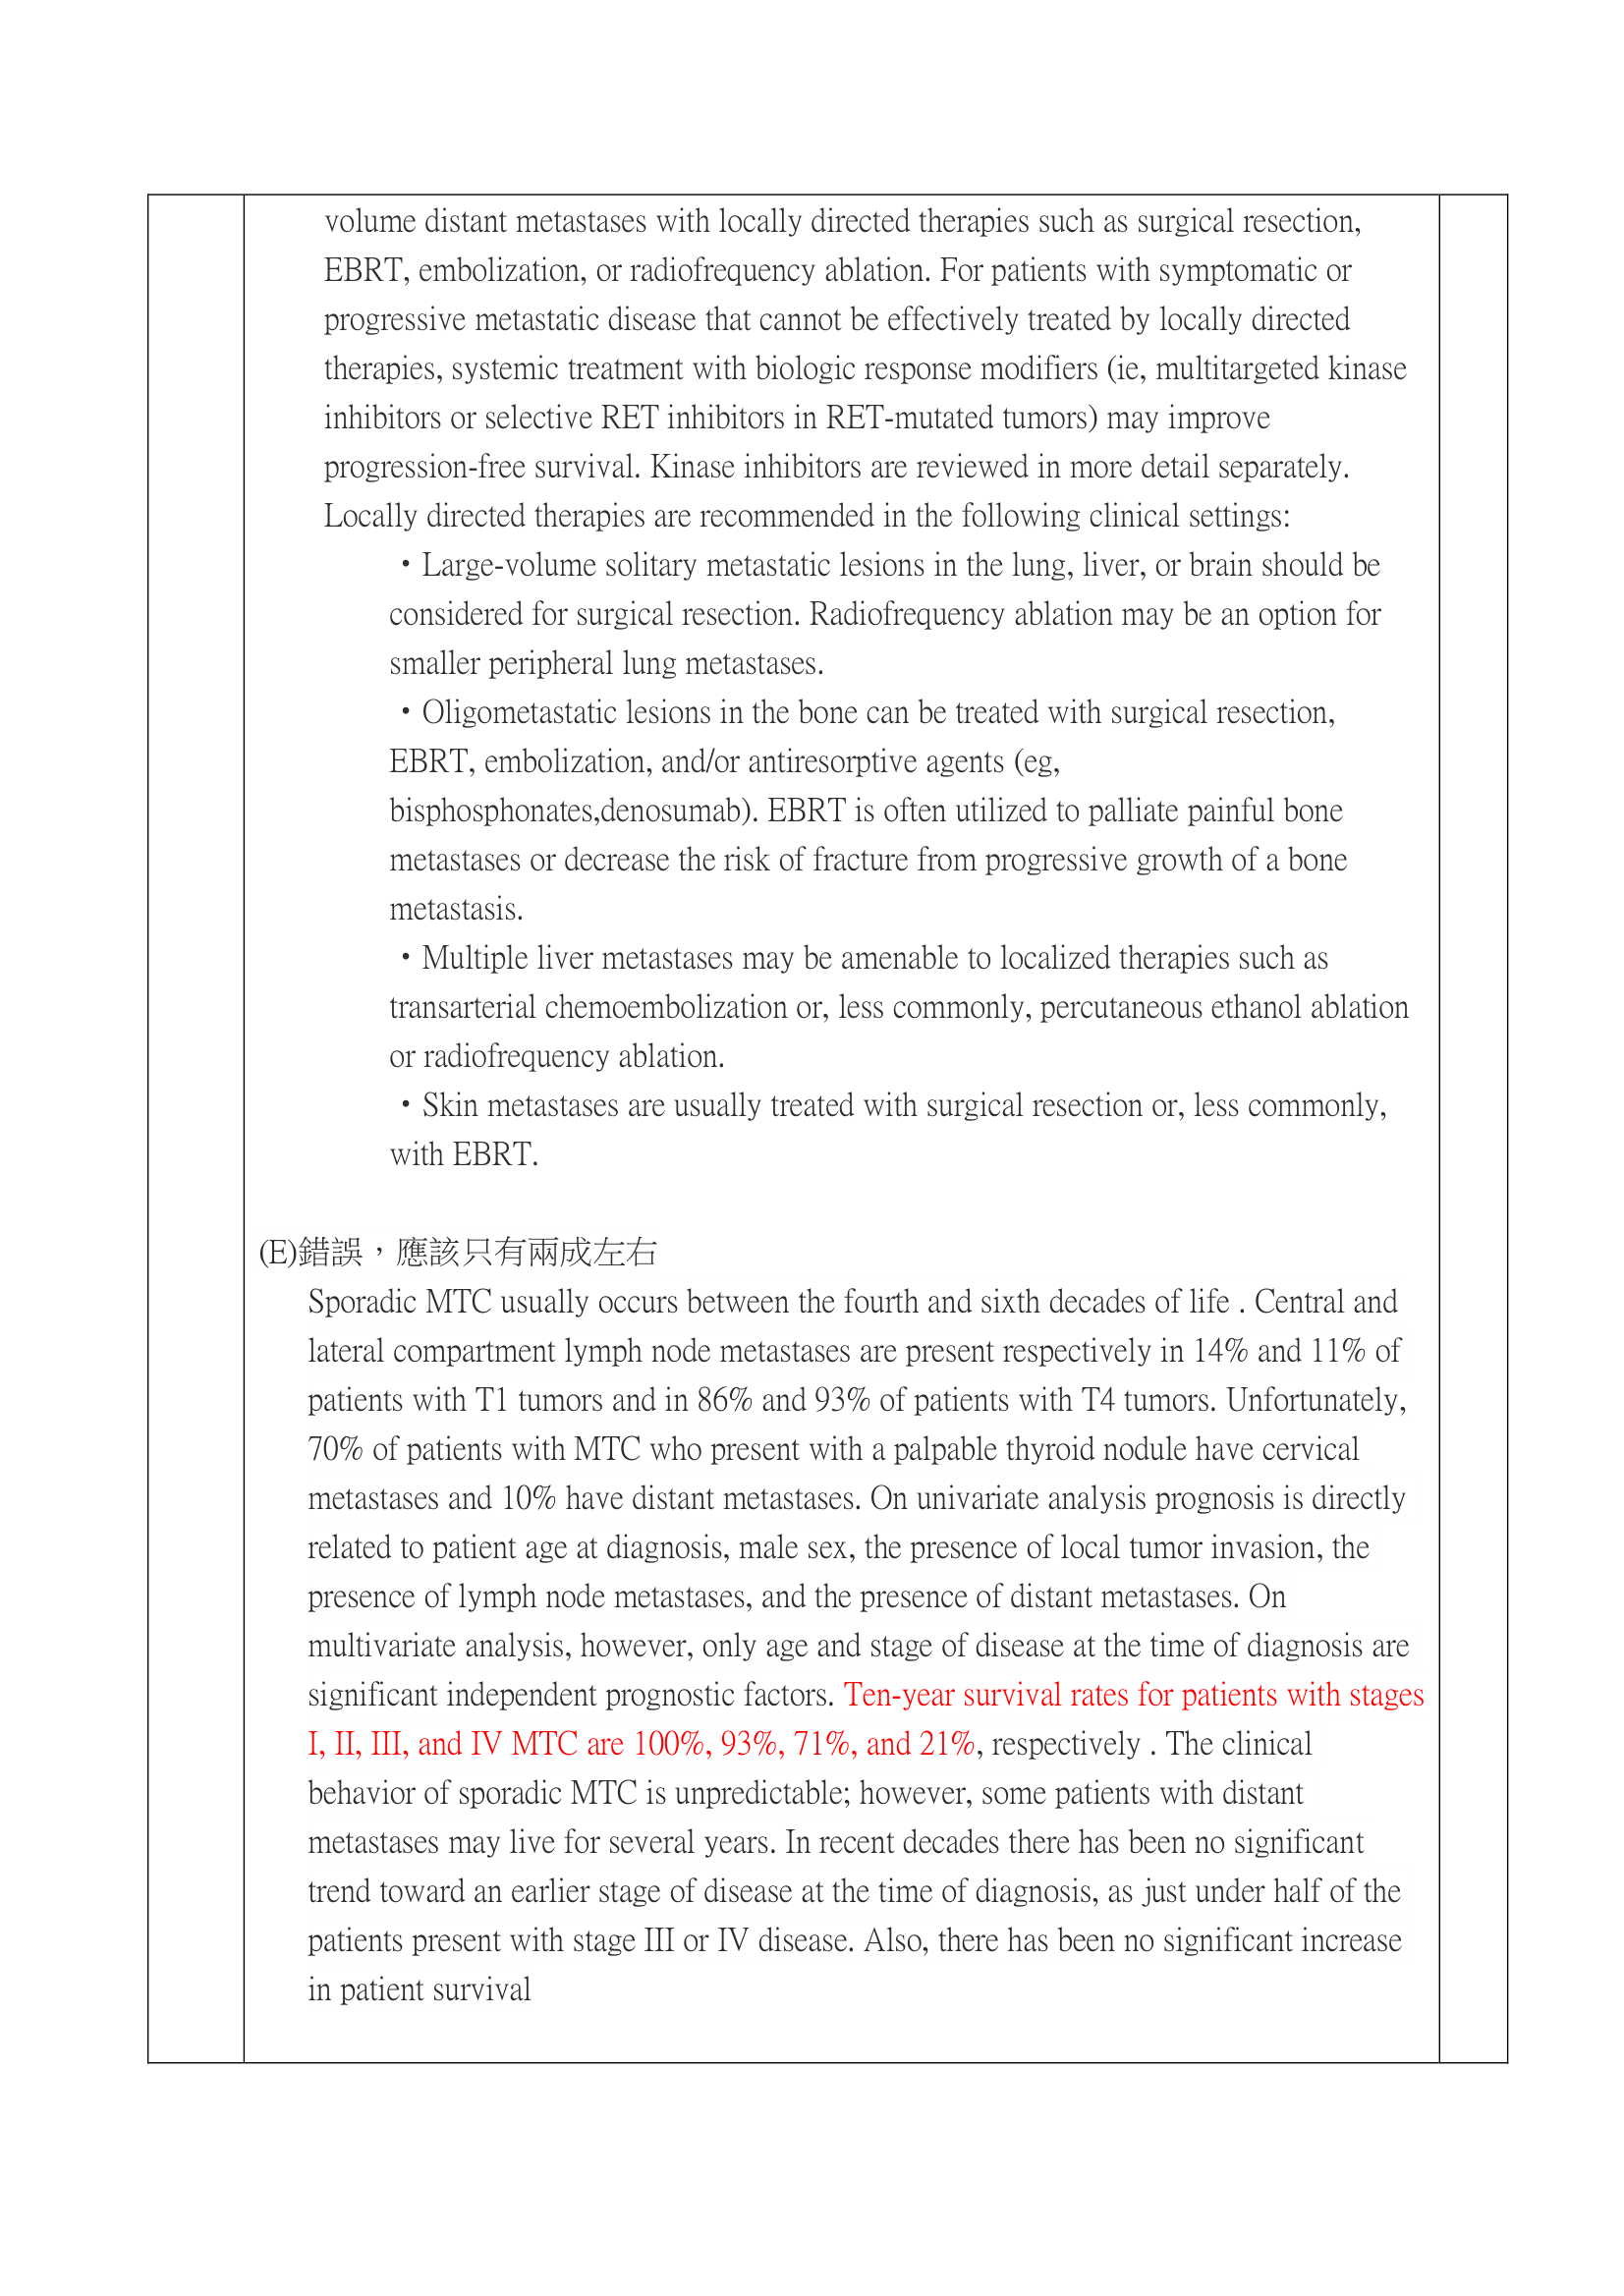 volume distant metastases with locally directed therapies such as surgical resection,
EBRT, embolization, or radiofrequency ablation. For patients with symptomatic or
progressive metastatic disease that cannot be effectively treated by locally directed
therapies, systemic treatment with biologic response modifiers (ie, multitargeted kinase
inhibitors or selective RET inhibitors in RET-mutated tumors) may improve
progression-free survival. Kinase inhibitors are reviewed in more detail separately.
Locally directed therapies are recommended in the following clinical settings:
・Large-volume solitary metastatic lesions in the lung, liver, or brain should be
considered for surgical resection. Radiofrequency ablation may be an option for
smaller peripheral lung metastases.
・Oligometastatic lesions in the bone can be treated with surgical resection,
EBRT, embolization, and/or antiresorptive agents (eg,
bisphosphonates,denosumab). EBRT is often utilized to palliate painful bone
metastases or decrease the risk of fracture from progressive growth of a bone
metastasis.
・Multiple liver metastases may be amenable to localized therapies such as
transarterial chemoembolization or, less commonly, percutaneous ethanol ablation
or radiofrequency ablation.
・Skin metastases are usually treated with surgical resection or, less commonly,
with EBRT.
(E)錯誤，應該只有兩成左右
Sporadic MTC usually occurs between the fourth and sixth decades of life . Central and
lateral compartment lymph node metastases are present respectively in 14% and 11% of
patients with T1 tumors and in 86% and 93% of patients with T4 tumors. Unfortunately,
70% of patients with MTC who present with a palpable thyroid nodule have cervical
metastases and 10% have distant metastases. On univariate analysis prognosis is directly
related to patient age at diagnosis, male sex, the presence of local tumor invasion, the
presence of lymph node metastases, and the presence of distant metastases. On
multivariate analysis, however, only age and stage of disease at the time of diagnosis are
significant independent prognostic factors. Ten-year survival rates for patients with stages
I, II, III, and IV MTC are 100%, 93%, 71%, and 21%, respectively . The clinical
behavior of sporadic MTC is unpredictable; however, some patients with distant
metastases may live for several years. In recent decades there has been no significant
trend toward an earlier stage of disease at the time of diagnosis, as just under half of the
patients present with stage III or IV disease. Also, there has been no significant increase
in patient survival